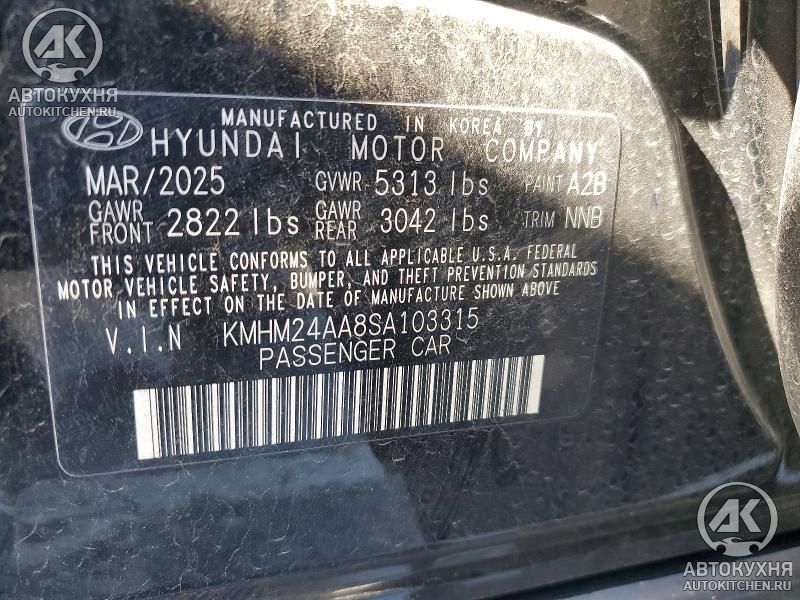 AK
АВТОКУХНЯ
AUTOKITCHEN.RU
MANUFACTURED IN KOREA BY
HYUNDAI MOTOR COMPANY
MAR/2025 GVWR 5313 lbs PAINT A2B
GAWR FRONT 2822 lbs GAWR REAR 3042 lbs TRIM NNB
THIS VEHICLE CONFORMS TO ALL APPLICABLE U.S.A. FEDERAL
MOTOR VEHICLE SAFETY, BUMPER, AND THEFT PREVENTION STANDARDS
IN EFFECT ON THE DATE OF MANUFACTURE SHOWN ABOVE
V.I.N KMHM24AA8SA103315
PASSENGER CAR
AK
АВТОКУХНЯ
AUTOKITCHEN.RU